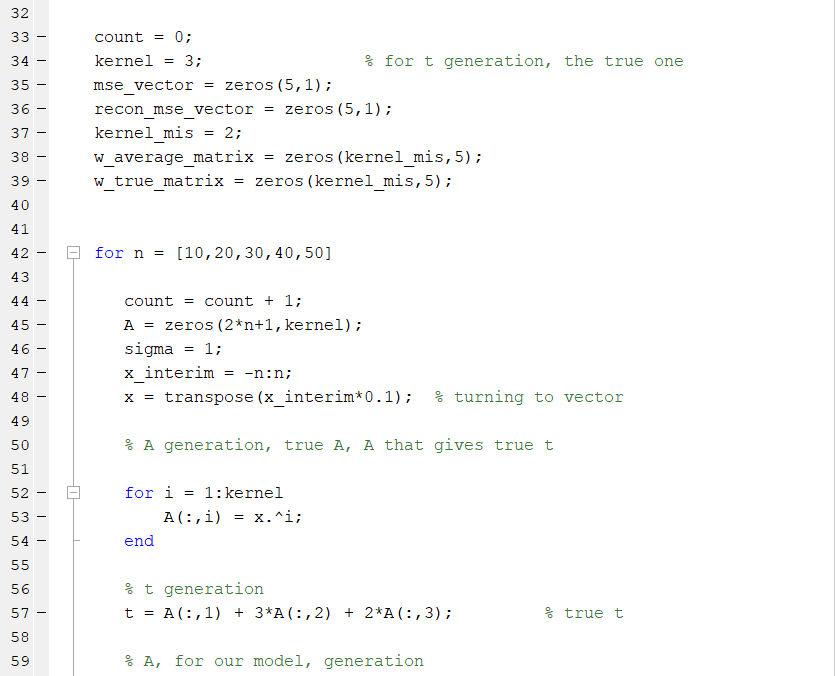 32
33 – count = 0;
34 – kernel = 3; % for t generation, the true one
35 – mse_vector = zeros(5,1);
36 – recon_mse_vector = zeros(5,1);
37 – kernel_mis = 2;
38 – w_average_matrix = zeros(kernel_mis,5);
39 – w_true_matrix = zeros(kernel_mis,5);
40
41
42 – for n = [10,20,30,40,50]
43
44 – count = count + 1;
45 – A = zeros(2*n+1,kernel);
46 – sigma = 1;
47 – x_interim = -n:n;
48 – x = transpose(x_interim*0.1); % turning to vector
49
50 % A generation, true A, A that gives true t
51
52 – for i = 1:kernel
53 – A(:,i) = x.^i;
54 – end
55
56 % t generation
57 – t = A(:,1) + 3*A(:,2) + 2*A(:,3); % true t
58
59 % A, for our model, generation